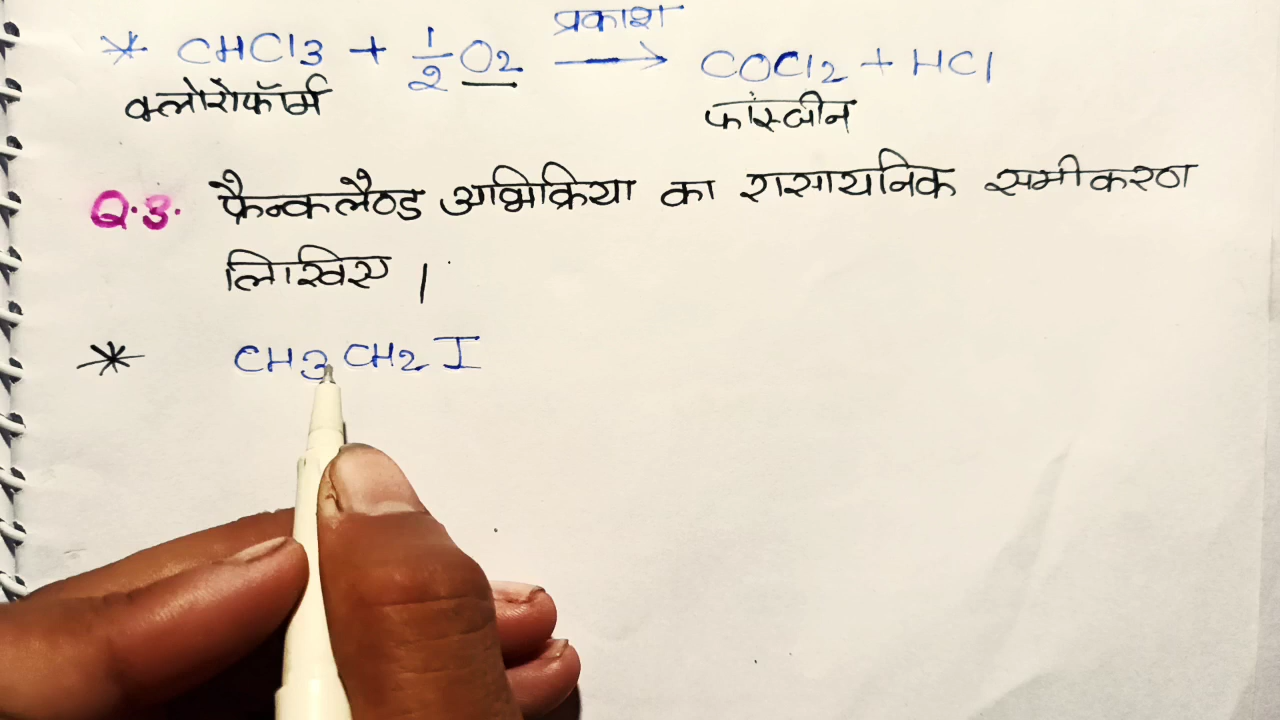 * CHCl3 + 1/2 O2 प्रकाश → COCl2 + HCl
क्लोरोफॉर्म फॉस्जीन
Q.3. फ्रैन्कलैण्ड अभिक्रिया का रासायनिक समीकरण
लिखिए ।
* CH3CH2I